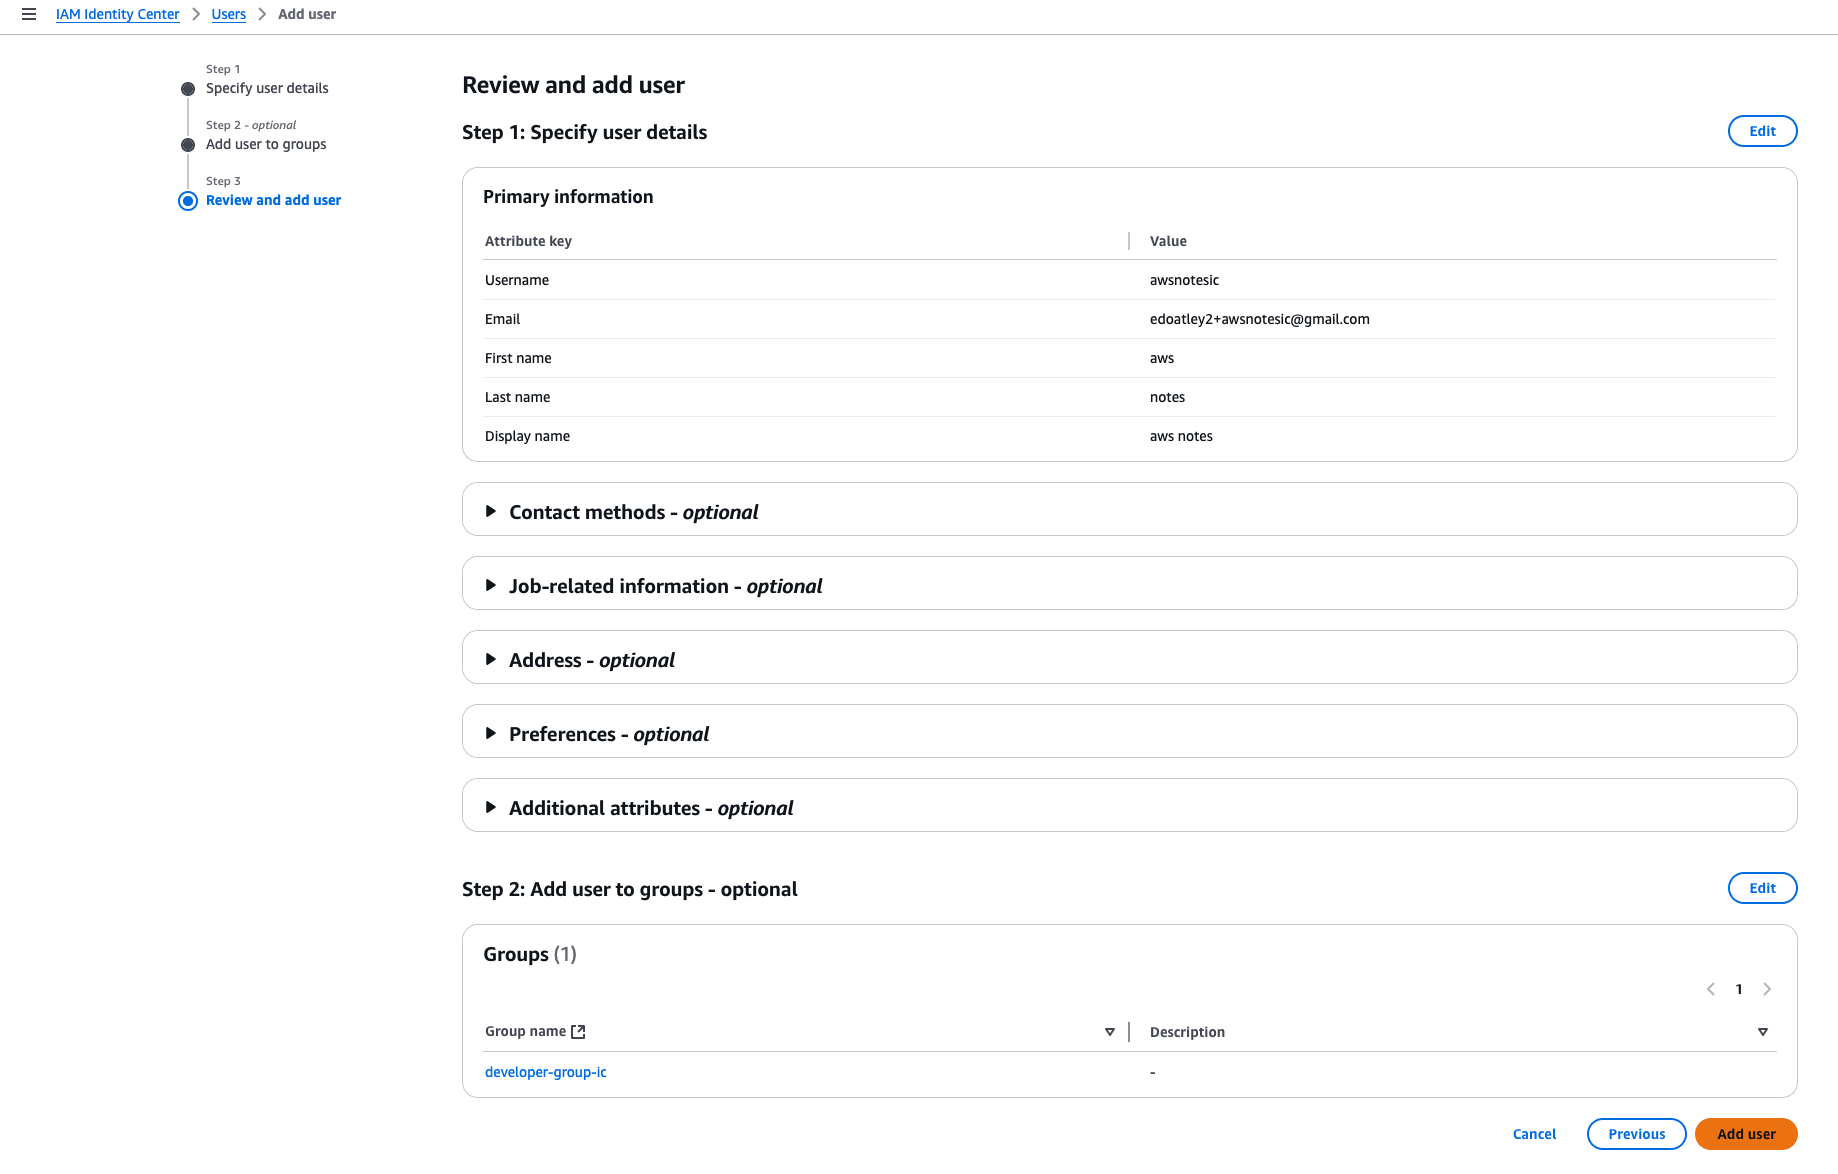 IAM Identity Center > Users > Add user
Step 1
Specify user details
Step 2 - optional
Add user to groups
Step 3
Review and add user
Review and add user
Step 1: Specify user details
Edit
Primary information
Attribute key Value
Username awsnotesic
Email edoatley2+awsnotesic@gmail.com
First name aws
Last name notes
Display name aws notes
Contact methods - optional
Job-related information - optional
Address - optional
Preferences - optional
Additional attributes - optional
Step 2: Add user to groups - optional
Edit
Groups (1)
1
Group name Description
developer-group-ic -
Cancel Previous Add user